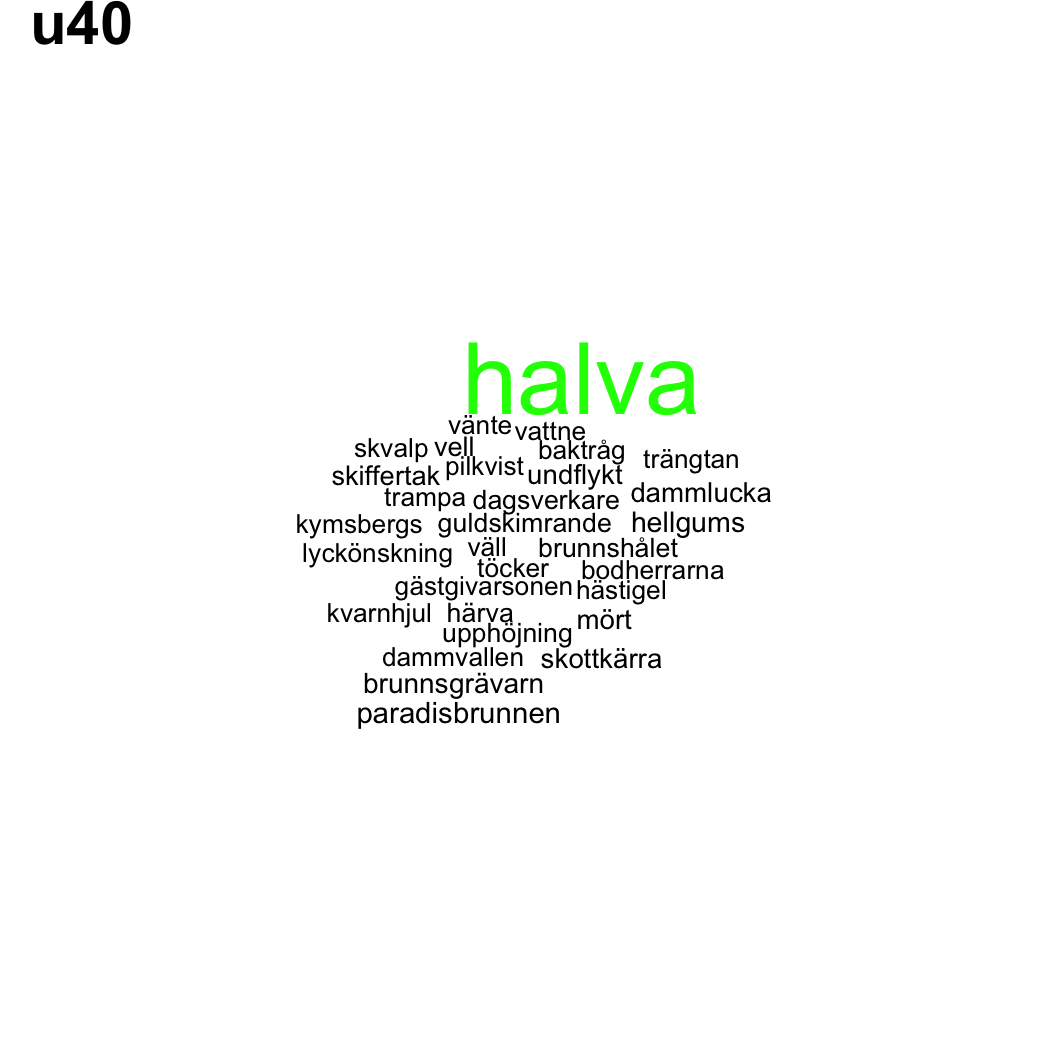 u40
halva
vänte vattne
skvalp vell baktråg trängtan
skiffertak pilkvist undflykt
trampa dagsverkare dammlucka
kymsbergs guldskimrande hellgums
lyckönskning väll brunnshålet
töcker bodherrarna
gästgivarsonen hästigel
kvarnhjul härva mört
upphöjning
dammvallen skottkärra
brunnsgrävarn
paradisbrunnen